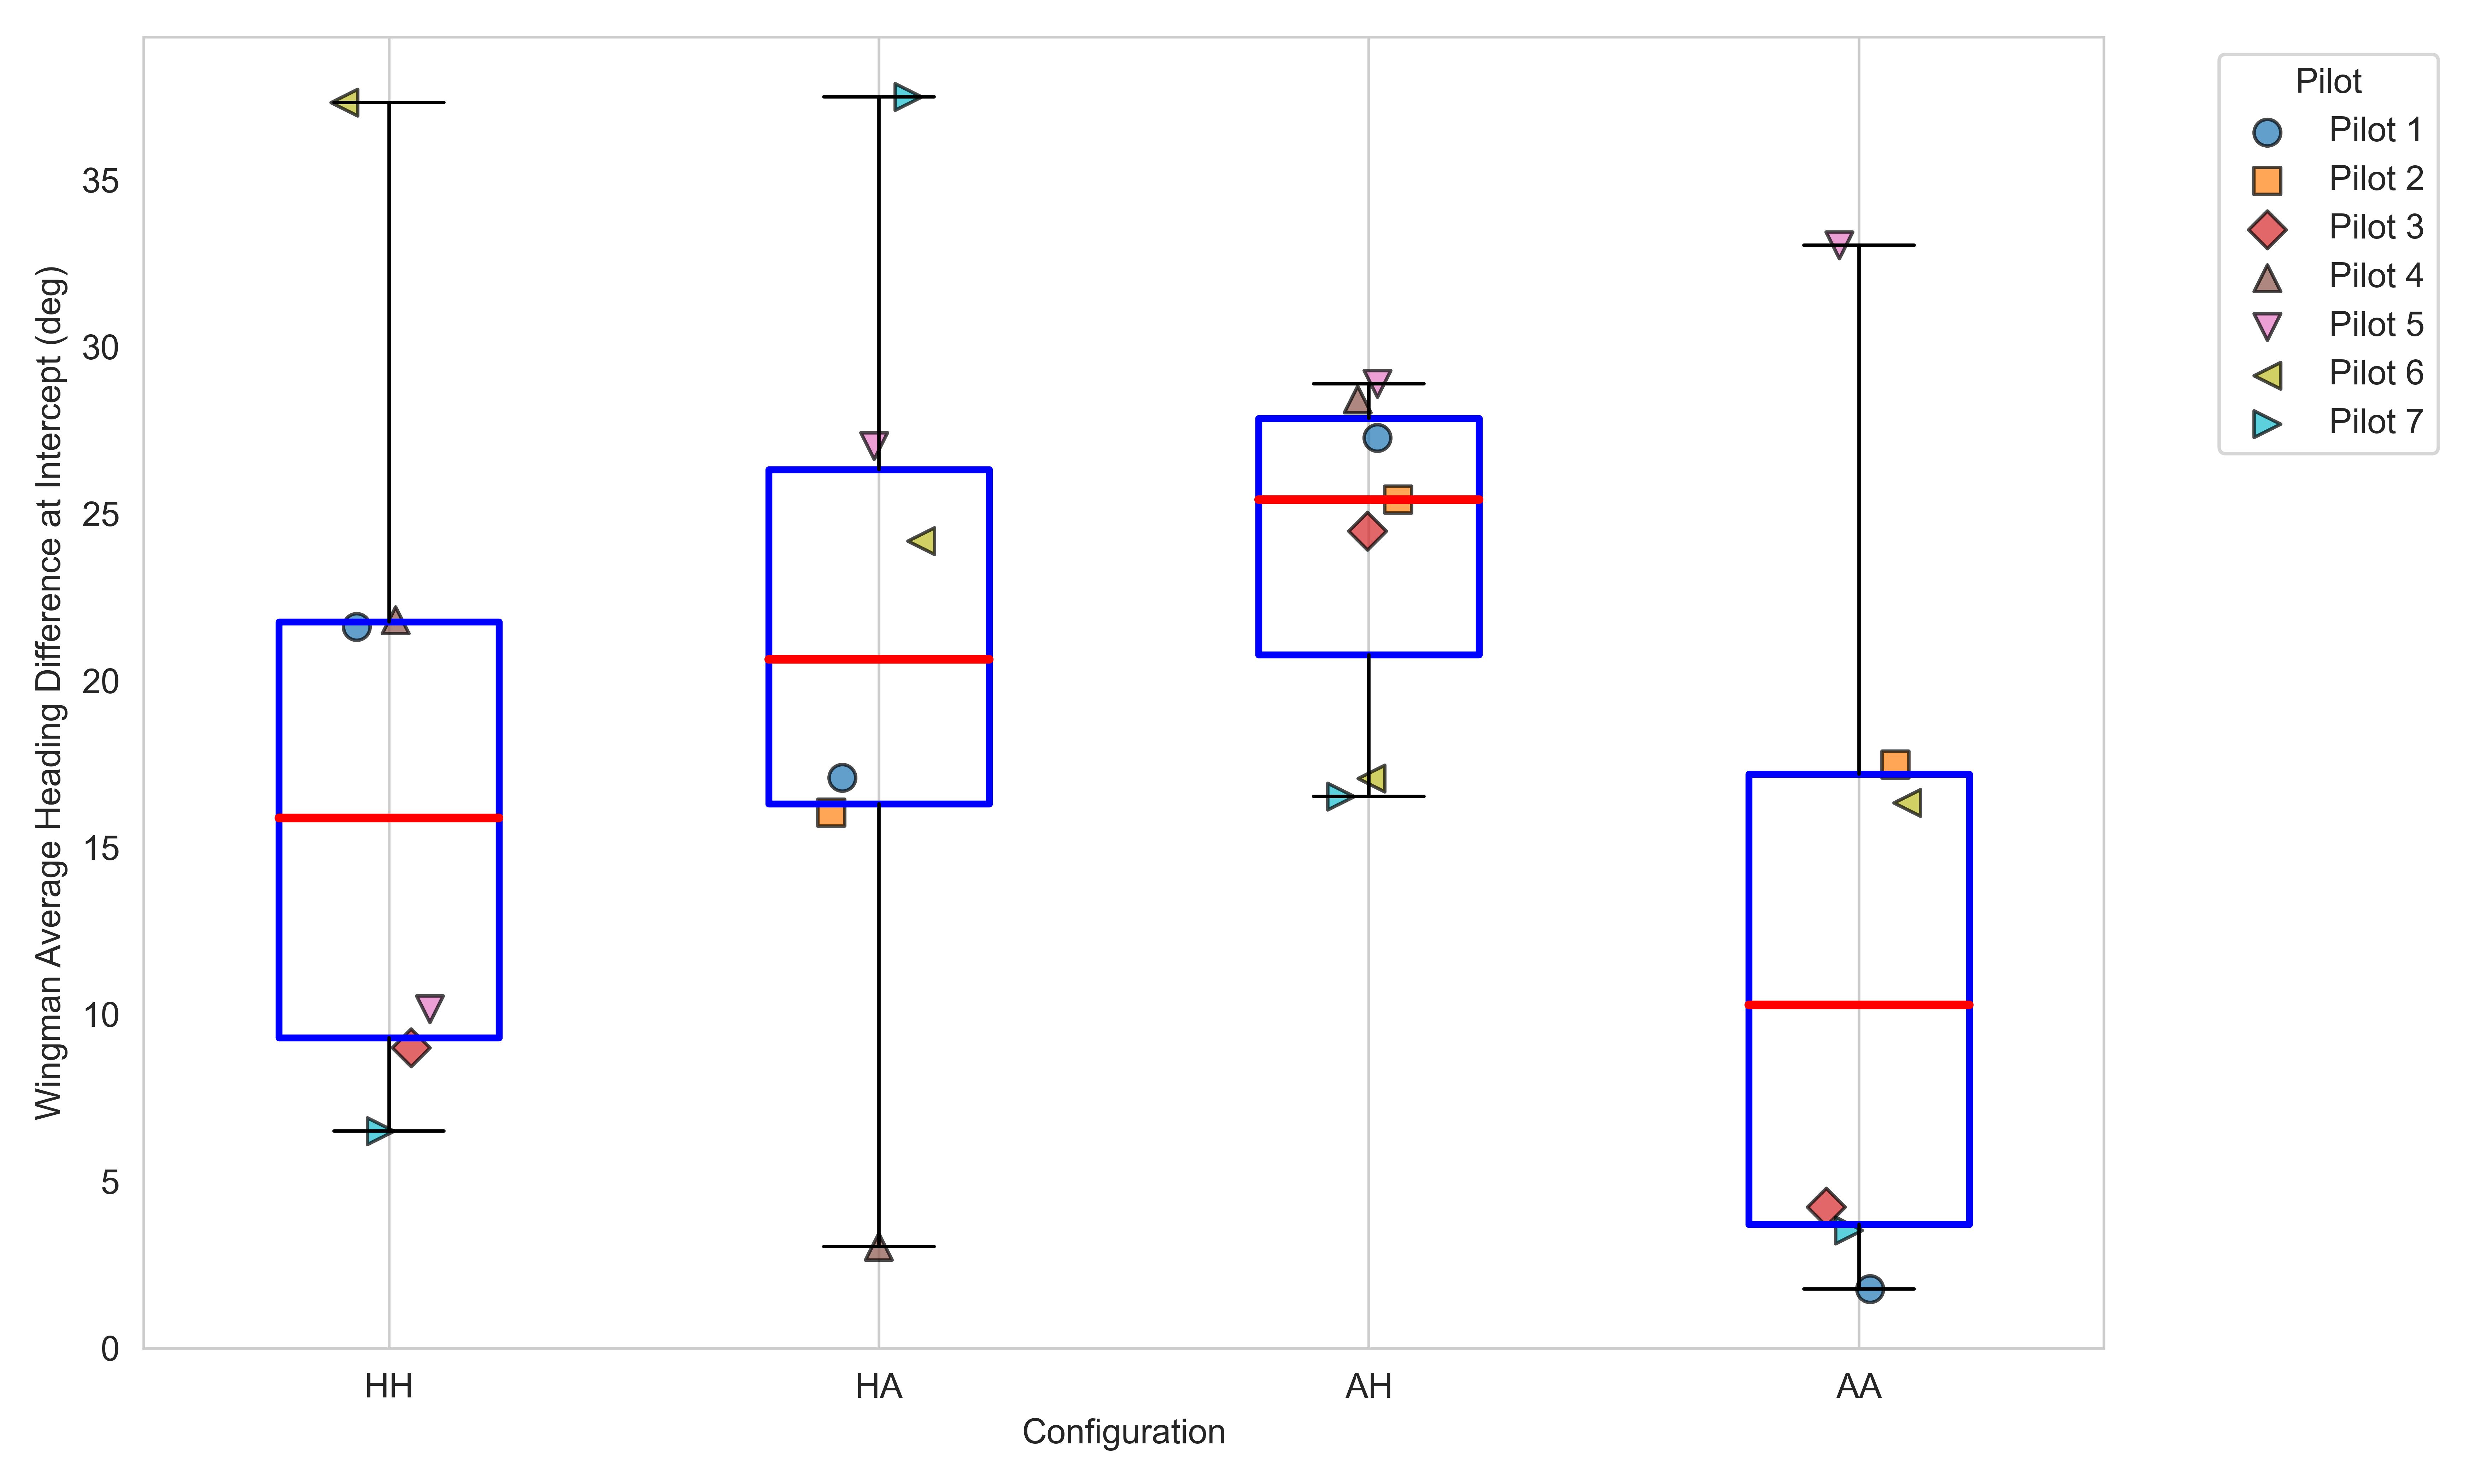 Wingman Average Heading Difference at Intercept (deg)
35
30
25
20
15
10
5
0
HH HA AH AA
Configuration
Pilot
Pilot 1
Pilot 2
Pilot 3
Pilot 4
Pilot 5
Pilot 6
Pilot 7